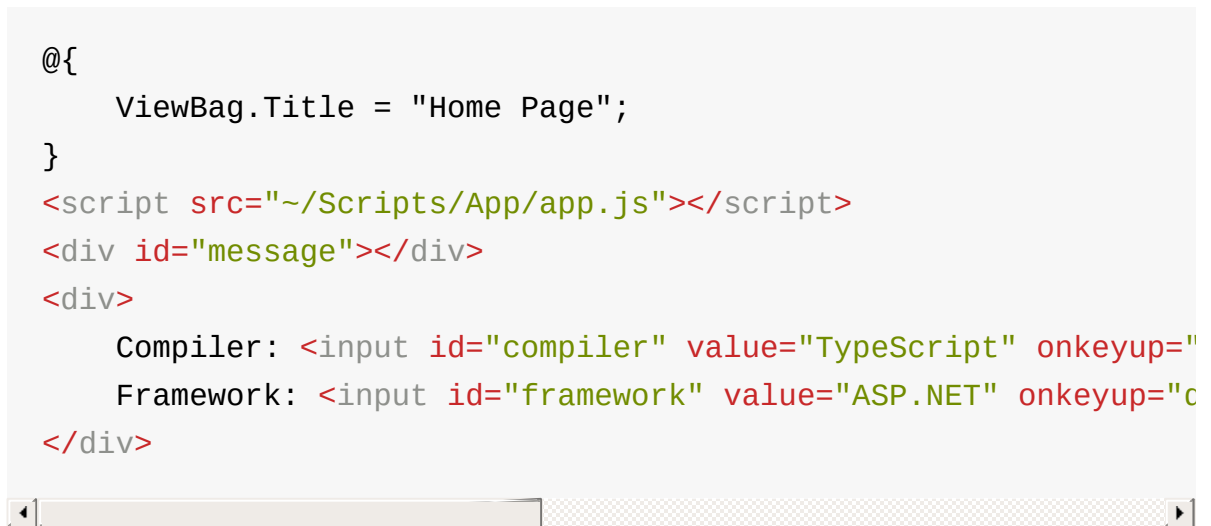 @{
    ViewBag.Title = "Home Page";
}
<script src="~/Scripts/App/app.js"></script>
<div id="message"></div>
<div>
    Compiler: <input id="compiler" value="TypeScript" onkeyup="
    Framework: <input id="framework" value="ASP.NET" onkeyup="d
</div>